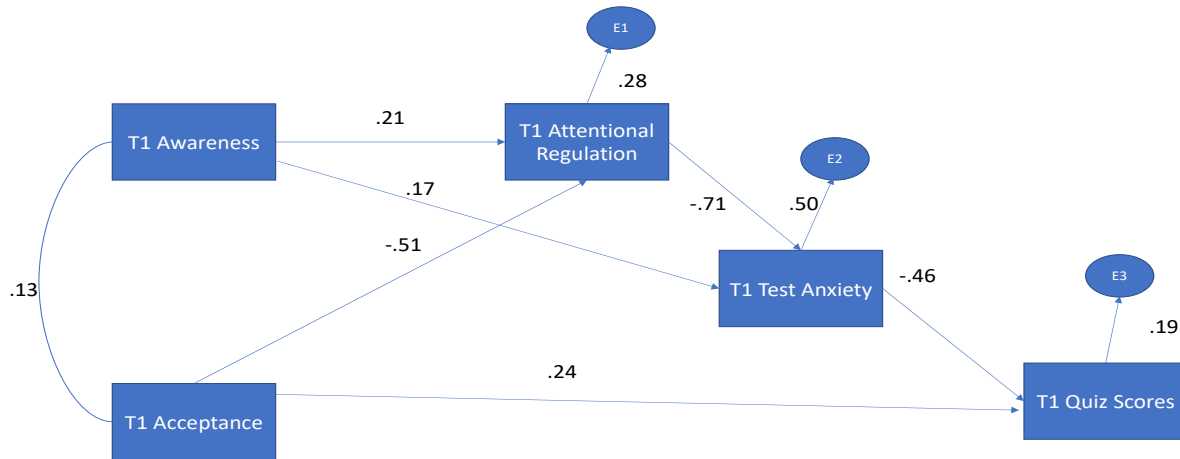 E1
.28
.21
T1 Awareness
T1 Attentional
Regulation
E2
.17
-.71
.50
-.51
T1 Test Anxiety
-.46
E3
.13
.19
.24
T1 Acceptance
T1 Quiz Scores